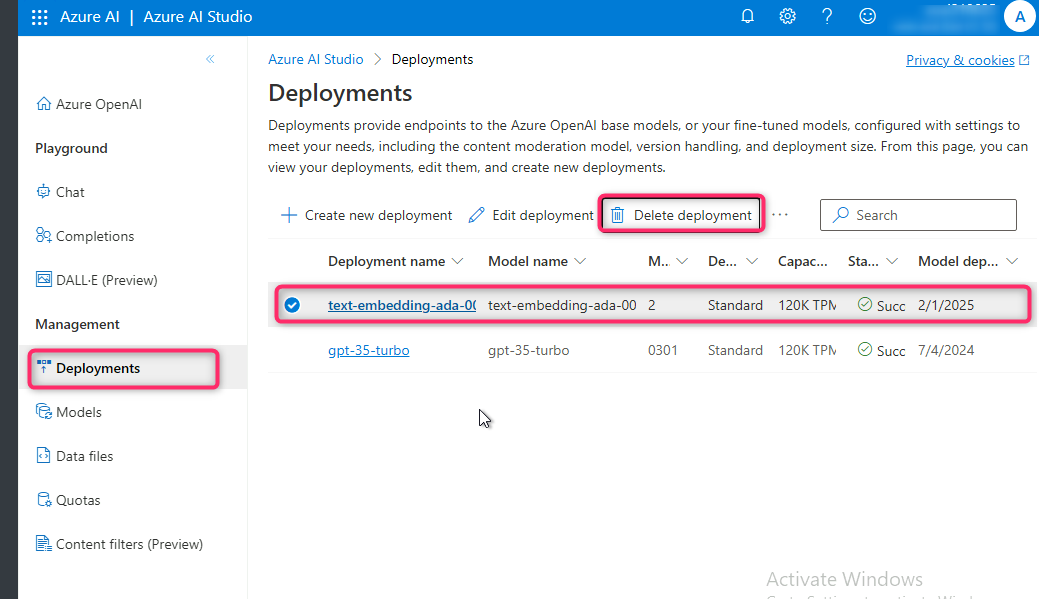 Azure AI | Azure AI Studio
A
«
Azure AI Studio > Deployments
Privacy & cookies
Azure OpenAI
Deployments
Deployments provide endpoints to the Azure OpenAI base models, or your fine-tuned models, configured with settings to
meet your needs, including the content moderation model, version handling, and deployment size. From this page, you can
view your deployments, edit them, and create new deployments.
Playground
Chat
Completions
DALL·E (Preview)
Management
Deployments
Models
Data files
Quotas
Content filters (Preview)
+ Create new deployment Edit deployment Delete deployment ... Search
Deployment name Model name M... De... Capac... Sta... Model dep...
text-embedding-ada-00 text-embedding-ada-00 2 Standard 120K TPM Succ 2/1/2025
gpt-35-turbo gpt-35-turbo 0301 Standard 120K TPM Succ 7/4/2024
Activate Windows